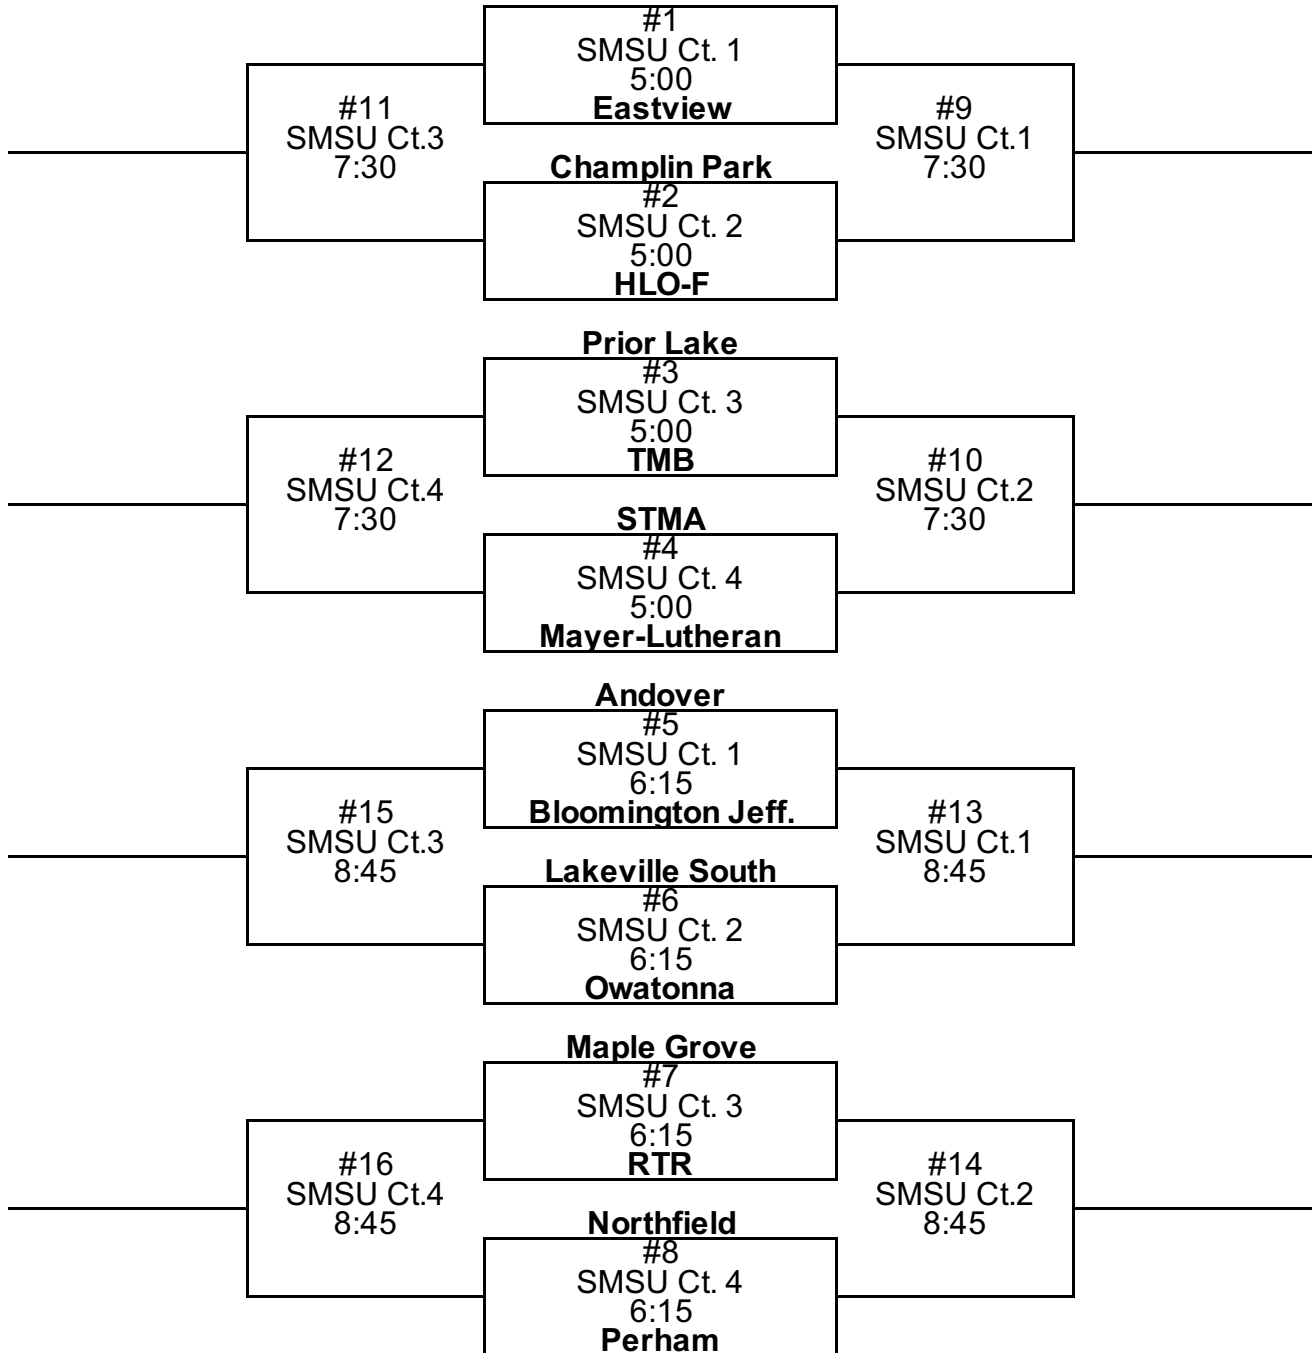 #1
SMSU Ct. 1
5:00
Eastview
#11
SMSU Ct.3
7:30
#9
SMSU Ct.1
7:30
Champlin Park
#2
SMSU Ct. 2
5:00
HLO-F
Prior Lake
#3
SMSU Ct. 3
5:00
TMB
#12
SMSU Ct.4
7:30
#10
SMSU Ct.2
7:30
STMA
#4
SMSU Ct. 4
5:00
Mayer-Lutheran
Andover
#5
SMSU Ct. 1
6:15
Bloomington Jeff.
#15
SMSU Ct.3
8:45
#13
SMSU Ct.1
8:45
Lakeville South
#6
SMSU Ct. 2
6:15
Owatonna
Maple Grove
#7
SMSU Ct. 3
6:15
RTR
#16
SMSU Ct.4
8:45
#14
SMSU Ct.2
8:45
Northfield
#8
SMSU Ct. 4
6:15
Perham